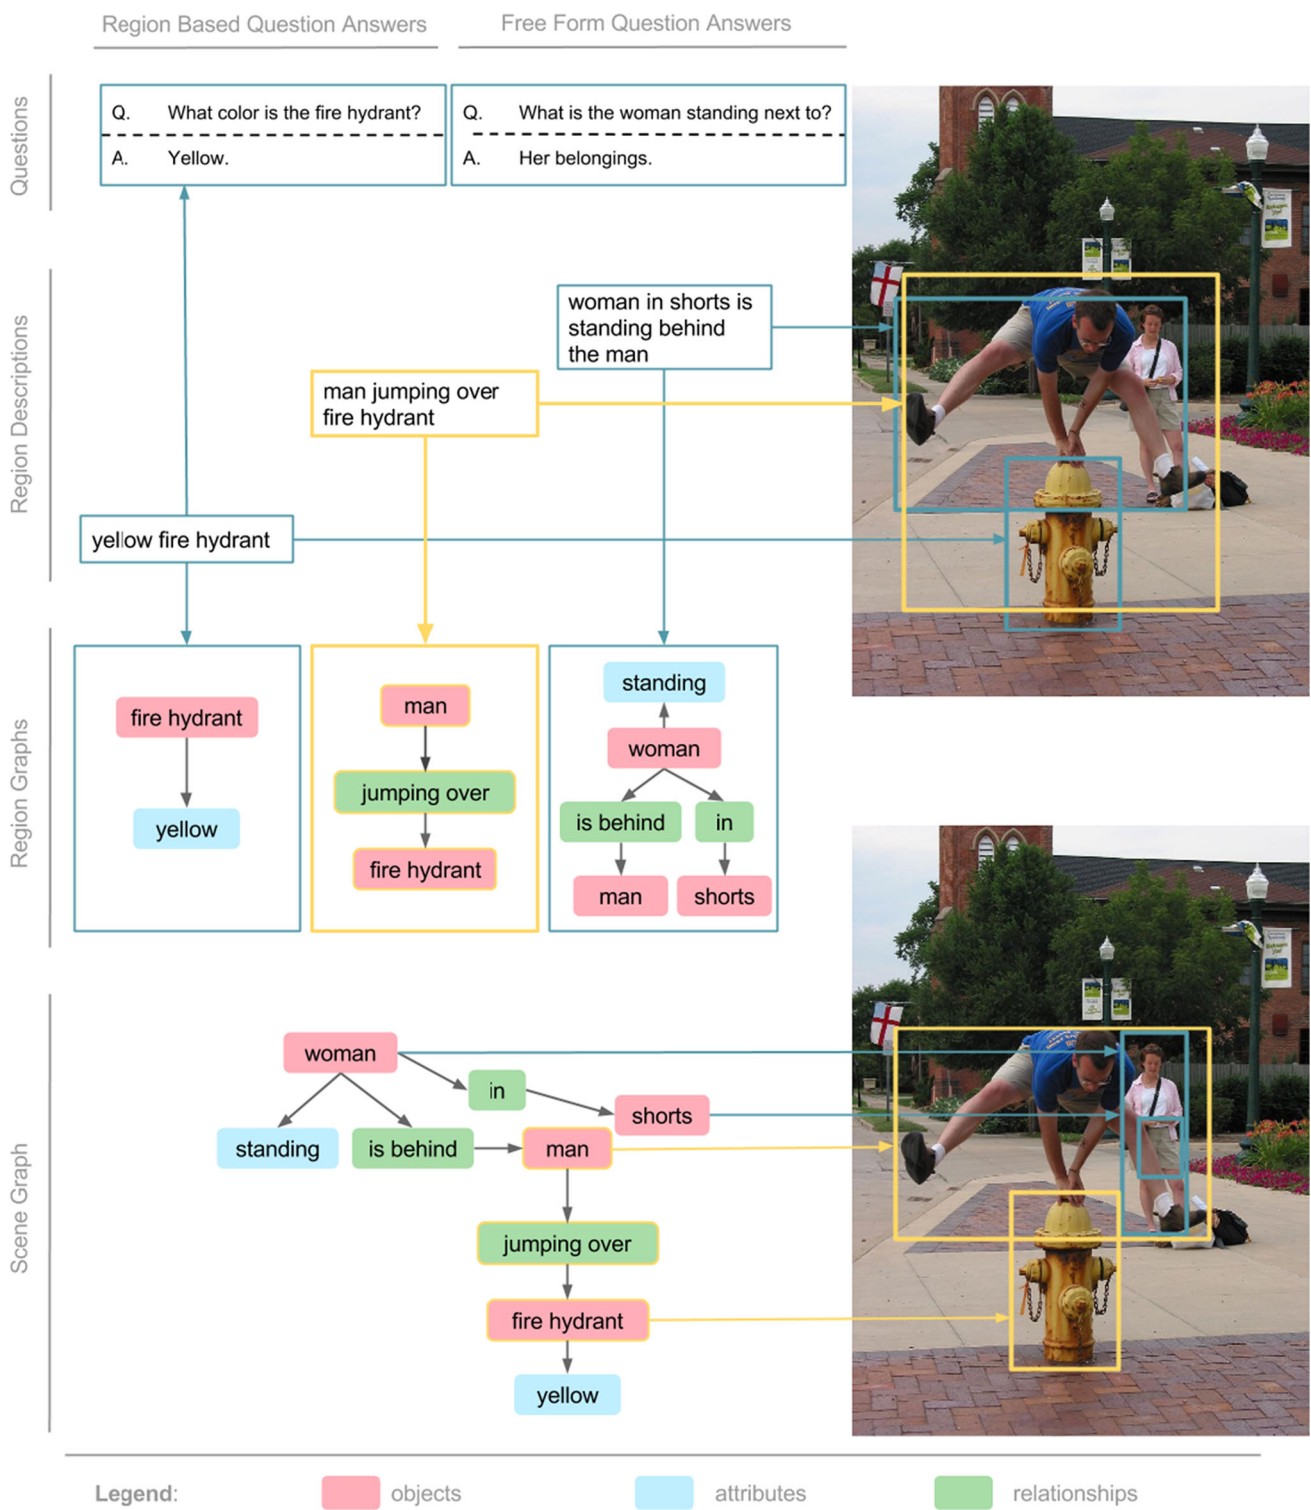 Region Based Question Answers
Free Form Question Answers
Questions
Q. What color is the fire hydrant?
A. Yellow.
Q. What is the woman standing next to?
A. Her belongings.
Region Descriptions
woman in shorts is
standing behind
the man
man jumping over
fire hydrant
yellow fire hydrant
Region Graphs
fire hydrant
yellow
man
jumping over
fire hydrant
standing
woman
is behind
in
man
shorts
Scene Graph
woman
in
shorts
standing
is behind
man
jumping over
fire hydrant
yellow
Legend:
objects
attributes
relationships